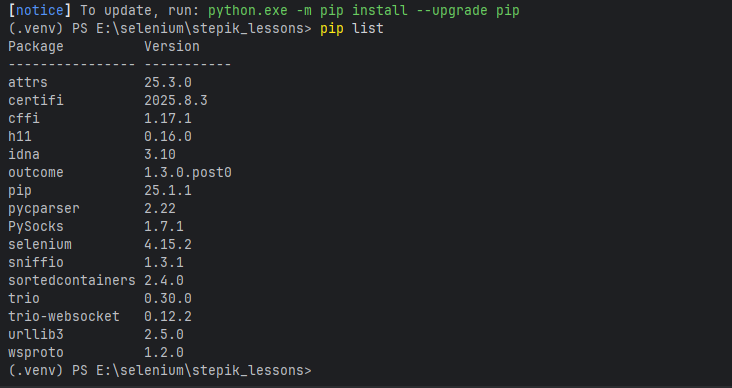 [notice] To update, run: python.exe -m pip install --upgrade pip
(.venv) PS E:\selenium\stepik_lessons> pip list
Package          Version
---------------- -----------
attrs            25.3.0
certifi          2025.8.3
cffi             1.17.1
h11              0.16.0
idna             3.10
outcome          1.3.0.post0
pip              25.1.1
pycparser        2.22
PySocks          1.7.1
selenium         4.15.2
sniffio          1.3.1
sortedcontainers 2.4.0
trio             0.30.0
trio-websocket   0.12.2
urllib3          2.5.0
wsproto          1.2.0
(.venv) PS E:\selenium\stepik_lessons>